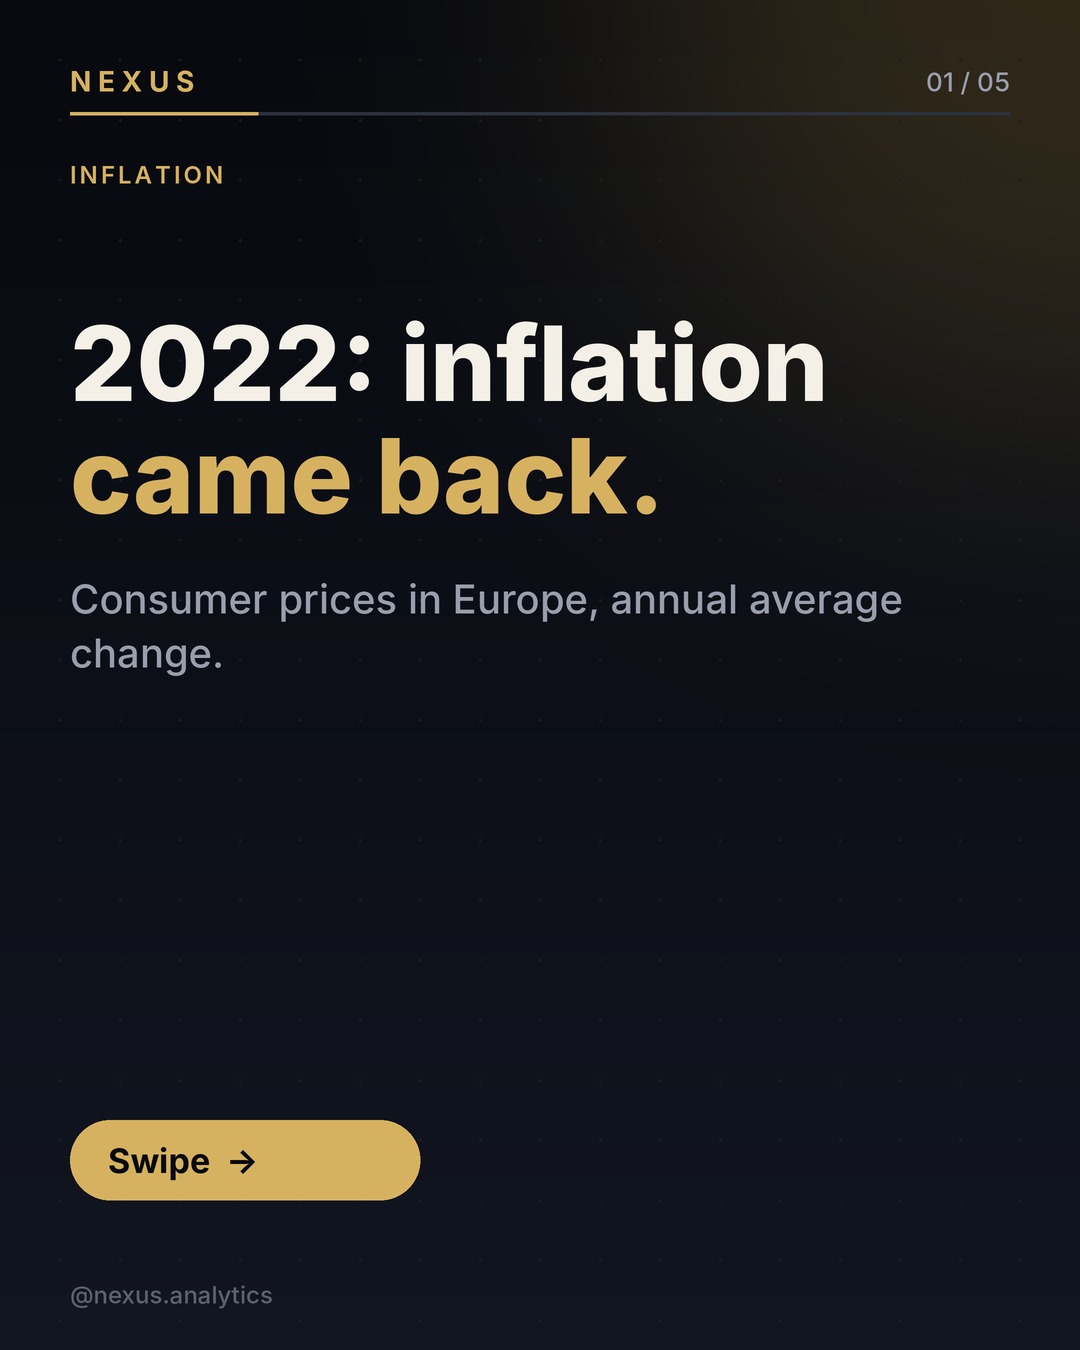 NEXUS
01 / 05
INFLATION
2022: inflation
came back.
Consumer prices in Europe, annual average
change.
Swipe →
@nexus.analytics